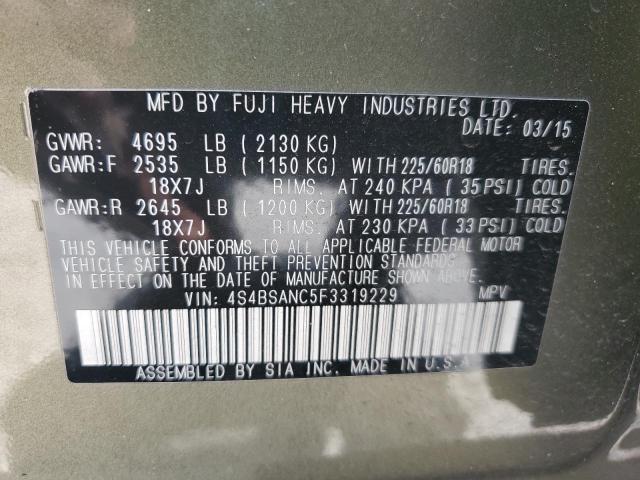 MFD BY FUJI HEAVY INDUSTRIES LTD.
DATE: 03/15
GVWR: 4695 LB ( 2130 KG)
GAWR:F 2535 LB ( 1150 KG) WITH 225/60R18 TIRES.
18X7J RIMS. AT 240 KPA ( 35 PSI) COLD
GAWR:R 2645 LB ( 1200 KG) WITH 225/60R18 TIRES.
18X7J RIMS. AT 230 KPA ( 33 PSI) COLD
THIS VEHICLE CONFORMS TO ALL APPLICABLE FEDERAL MOTOR
VEHICLE SAFETY AND THEFT PREVENTION STANDARDS IN
EFFECT ON THE DATE OF MANUFACTURE SHOWN ABOVE.
VIN: 4S4BSANC5F3319229 MPV
ASSEMBLED BY SIA INC. MADE IN U.S.A.